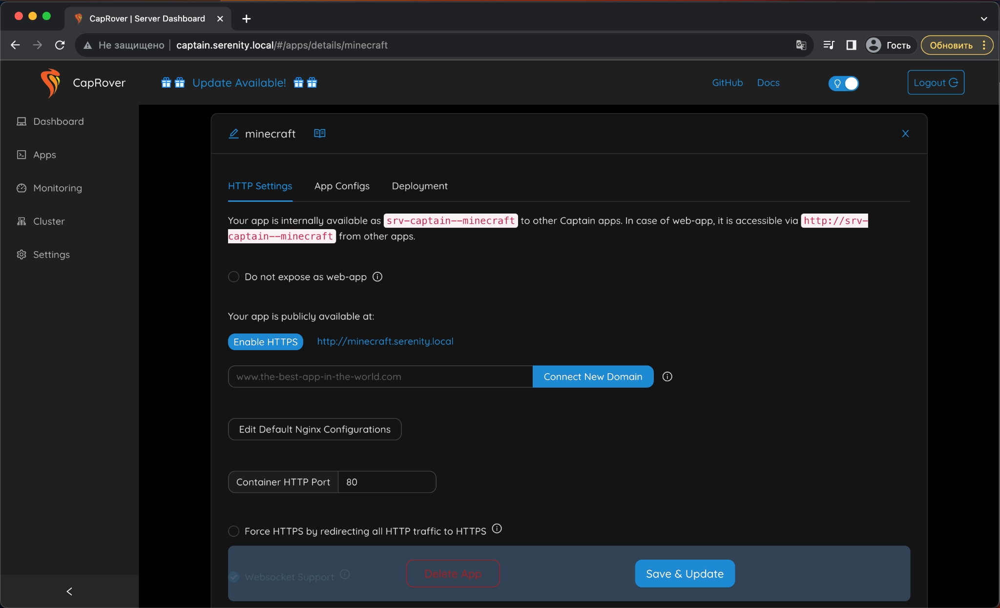 CapRover | Server Dashboard
Не защищено
captain.serenity.local/#/apps/details/minecraft
Гость
Обновить
CapRover
Update Available!
GitHub
Docs
Logout
Dashboard
Apps
Monitoring
Cluster
Settings
minecraft
HTTP Settings
App Configs
Deployment
Your app is internally available as srv-captain--minecraft to other Captain apps. In case of web-app, it is accessible via http://srv-
captain--minecraft from other apps.
Do not expose as web-app
Your app is publicly available at:
Enable HTTPS
http://minecraft.serenity.local
www.the-best-app-in-the-world.com
Connect New Domain
Edit Default Nginx Configurations
Container HTTP Port
80
Force HTTPS by redirecting all HTTP traffic to HTTPS
Websocket Support
Delete App
Save & Update